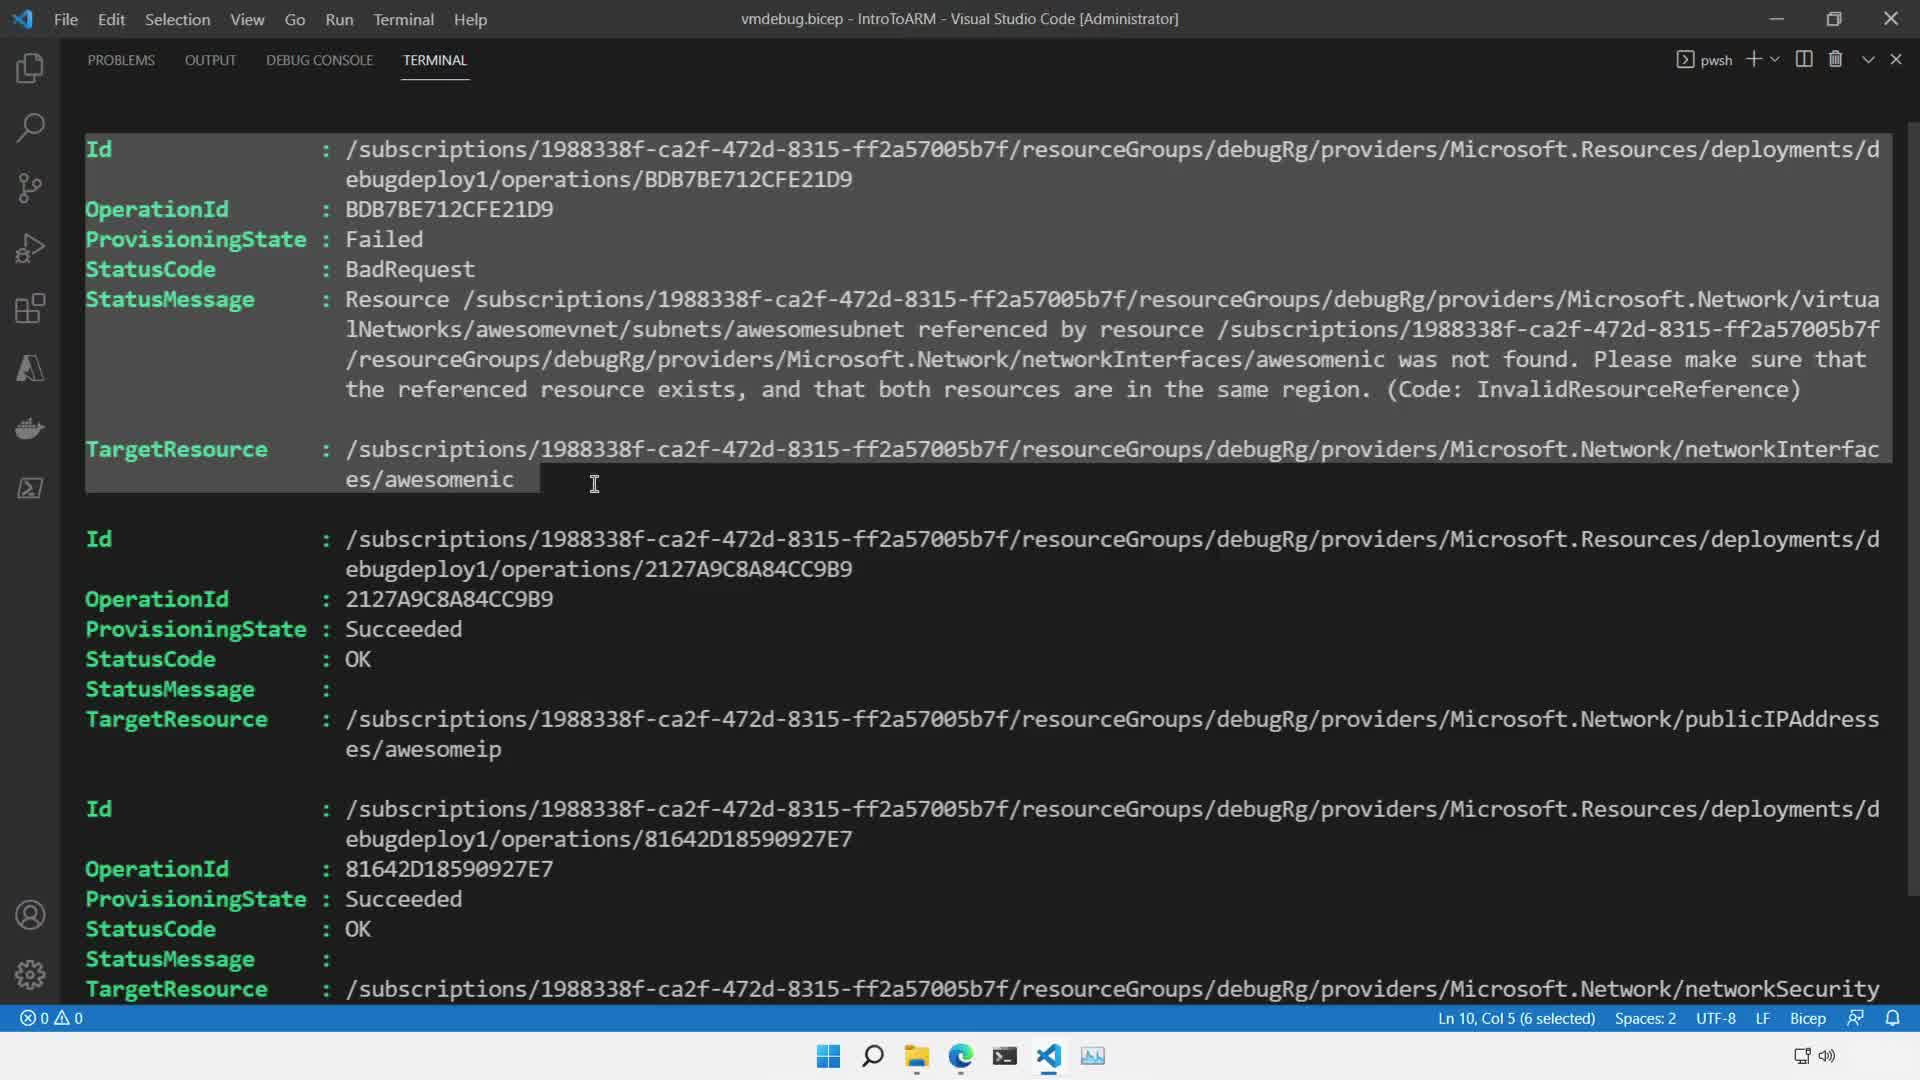 File Edit Selection View Go Run Terminal Help
vmdebug.bicep - IntroToARM - Visual Studio Code [Administrator]
PROBLEMS OUTPUT DEBUG CONSOLE TERMINAL
pwsh
Id : /subscriptions/1988338f-ca2f-472d-8315-ff2a57005b7f/resourceGroups/debugRg/providers/Microsoft.Resources/deployments/d
ebugdeploy1/operations/BDB7BE712CFE21D9
OperationId : BDB7BE712CFE21D9
ProvisioningState : Failed
StatusCode : BadRequest
StatusMessage : Resource /subscriptions/1988338f-ca2f-472d-8315-ff2a57005b7f/resourceGroups/debugRg/providers/Microsoft.Network/virtua
lNetworks/awesomevnet/subnets/awesomesubnet referenced by resource /subscriptions/1988338f-ca2f-472d-8315-ff2a57005b7f
/resourceGroups/debugRg/providers/Microsoft.Network/networkInterfaces/awesomenic was not found. Please make sure that
the referenced resource exists, and that both resources are in the same region. (Code: InvalidResourceReference)
TargetResource : /subscriptions/1988338f-ca2f-472d-8315-ff2a57005b7f/resourceGroups/debugRg/providers/Microsoft.Network/networkInterfac
es/awesomenic
Id : /subscriptions/1988338f-ca2f-472d-8315-ff2a57005b7f/resourceGroups/debugRg/providers/Microsoft.Resources/deployments/d
ebugdeploy1/operations/2127A9C8A84CC9B9
OperationId : 2127A9C8A84CC9B9
ProvisioningState : Succeeded
StatusCode : OK
StatusMessage :
TargetResource : /subscriptions/1988338f-ca2f-472d-8315-ff2a57005b7f/resourceGroups/debugRg/providers/Microsoft.Network/publicIPAddress
es/awesomeip
Id : /subscriptions/1988338f-ca2f-472d-8315-ff2a57005b7f/resourceGroups/debugRg/providers/Microsoft.Resources/deployments/d
ebugdeploy1/operations/81642D18590927E7
OperationId : 81642D18590927E7
ProvisioningState : Succeeded
StatusCode : OK
StatusMessage :
TargetResource : /subscriptions/1988338f-ca2f-472d-8315-ff2a57005b7f/resourceGroups/debugRg/providers/Microsoft.Network/networkSecurity
0 0 Ln 10, Col 5 (6 selected) Spaces: 2 UTF-8 LF Bicep